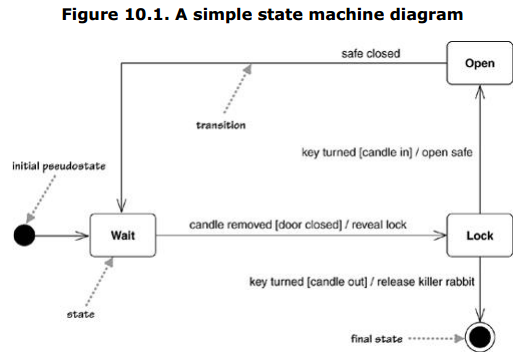 Figure 10.1. A simple state machine diagram
safe closed
Open
transition
key turned [candle in] / open safe
initial pseudostate
candle removed [door closed] / reveal lock
Wait
Lock
key turned [candle out] / release killer rabbit
state
final state